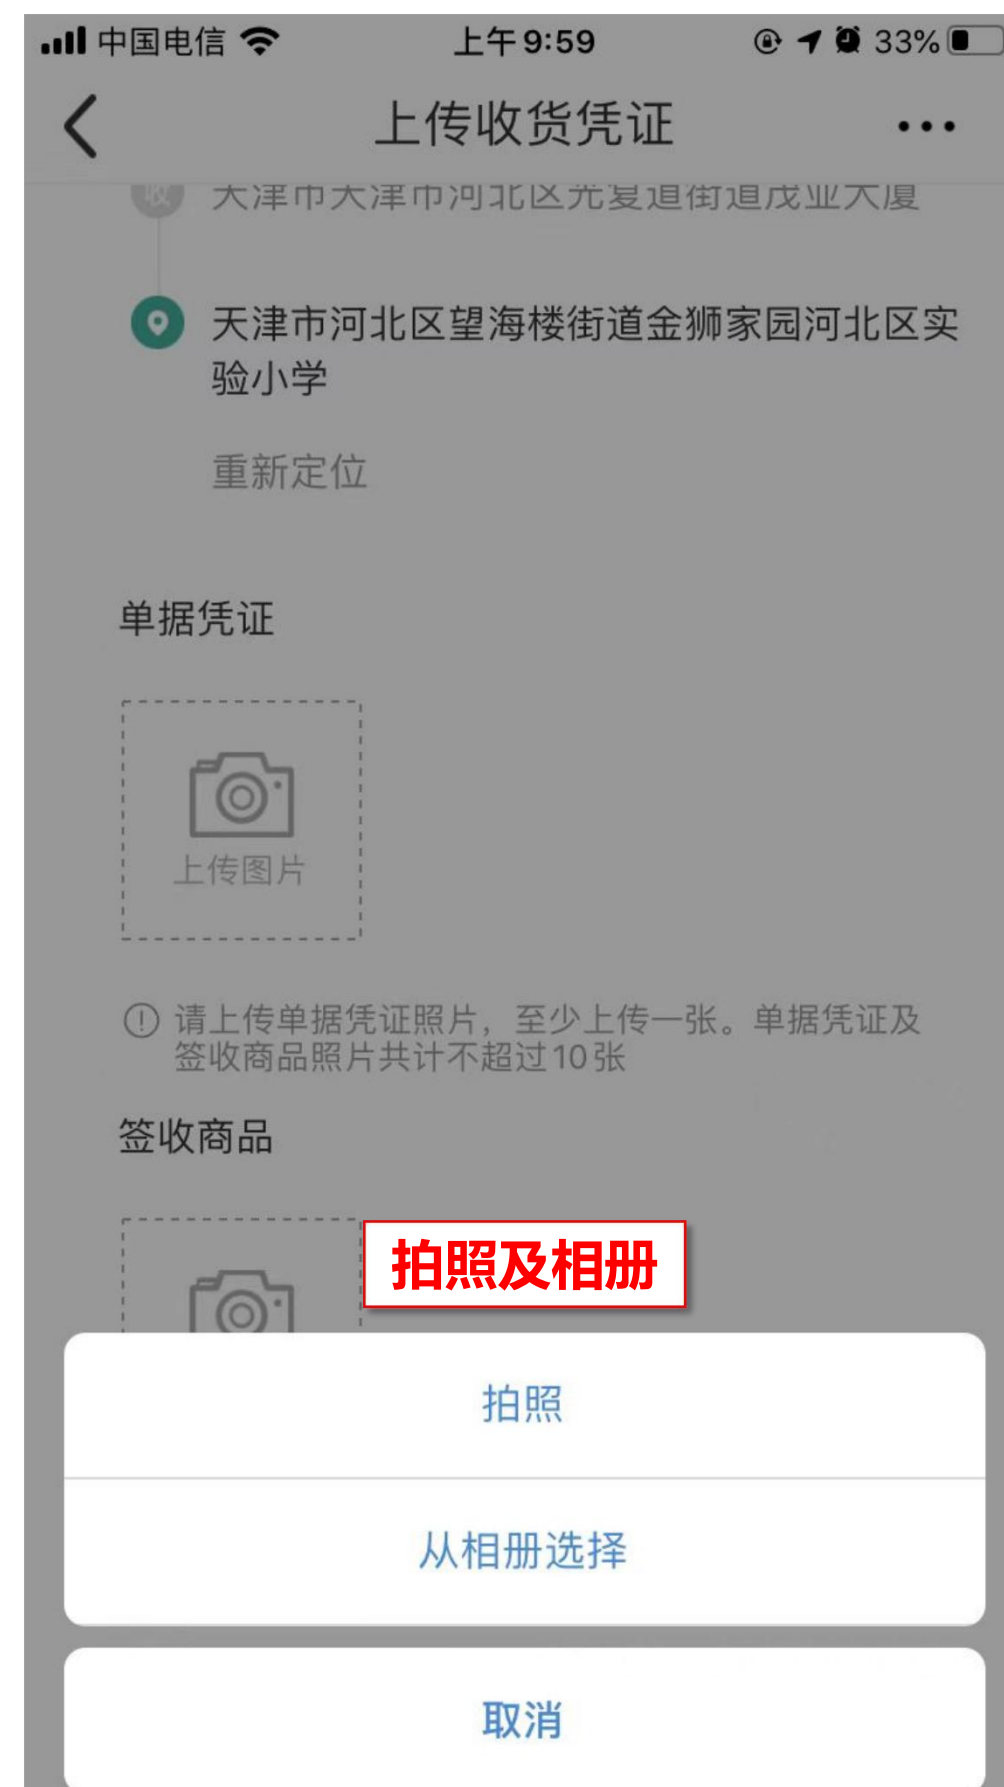 中国电信
上午9:59
33%
上传收货凭证
收 天津市天津市河北区光复道街道茂业大厦
天津市河北区望海楼街道金狮家园河北区实
验小学
重新定位
单据凭证
上传图片
请上传单据凭证照片，至少上传一张。单据凭证及
签收商品照片共计不超过10张
签收商品
拍照及相册
拍照
从相册选择
取消